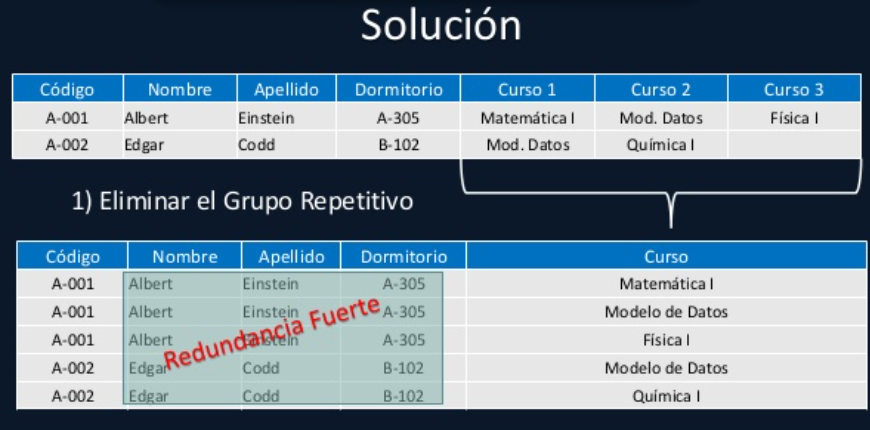 Solución
Código Nombre Apellido Dormitorio Curso 1 Curso 2 Curso 3
A-001 Albert Einstein A-305 Matemática I Mod. Datos Física I
A-002 Edgar Codd B-102 Mod. Datos Química I
1) Eliminar el Grupo Repetitivo
Código Nombre Apellido Dormitorio Curso
A-001 Albert Einstein A-305 Matemática I
A-001 Albert Einstein A-305 Modelo de Datos
A-001 Albert Einstein A-305 Física I
A-002 Edgar Codd B-102 Modelo de Datos
A-002 Edgar Codd B-102 Química I
Redundancia Fuerte